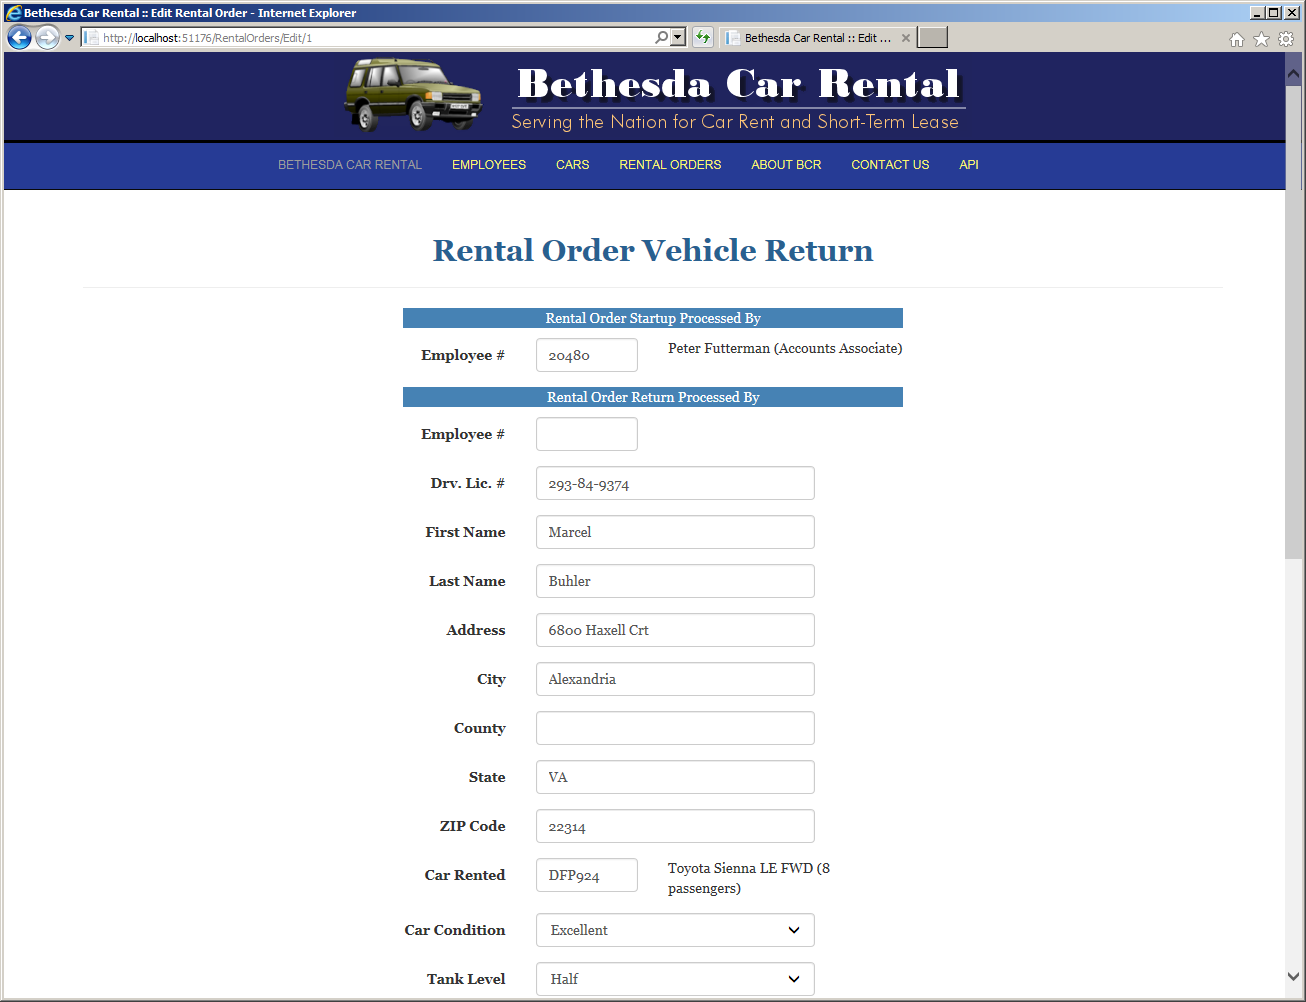 Bethesda Car Rental :: Edit Rental Order - Internet Explorer
http://localhost:51176/RentalOrders/Edit/1
Bethesda Car Rental :: Edit ...
Bethesda Car Rental
Serving the Nation for Car Rent and Short-Term Lease
BETHESDA CAR RENTAL EMPLOYEES CARS RENTAL ORDERS ABOUT BCR CONTACT US API
Rental Order Vehicle Return
Rental Order Startup Processed By
Employee # 20480 Peter Futterman (Accounts Associate)
Rental Order Return Processed By
Employee #
Drv. Lic. # 293-84-9374
First Name Marcel
Last Name Buhler
Address 6800 Haxell Crt
City Alexandria
County
State VA
ZIP Code 22314
Car Rented DFP924 Toyota Sienna LE FWD (8
passengers)
Car Condition Excellent
Tank Level Half